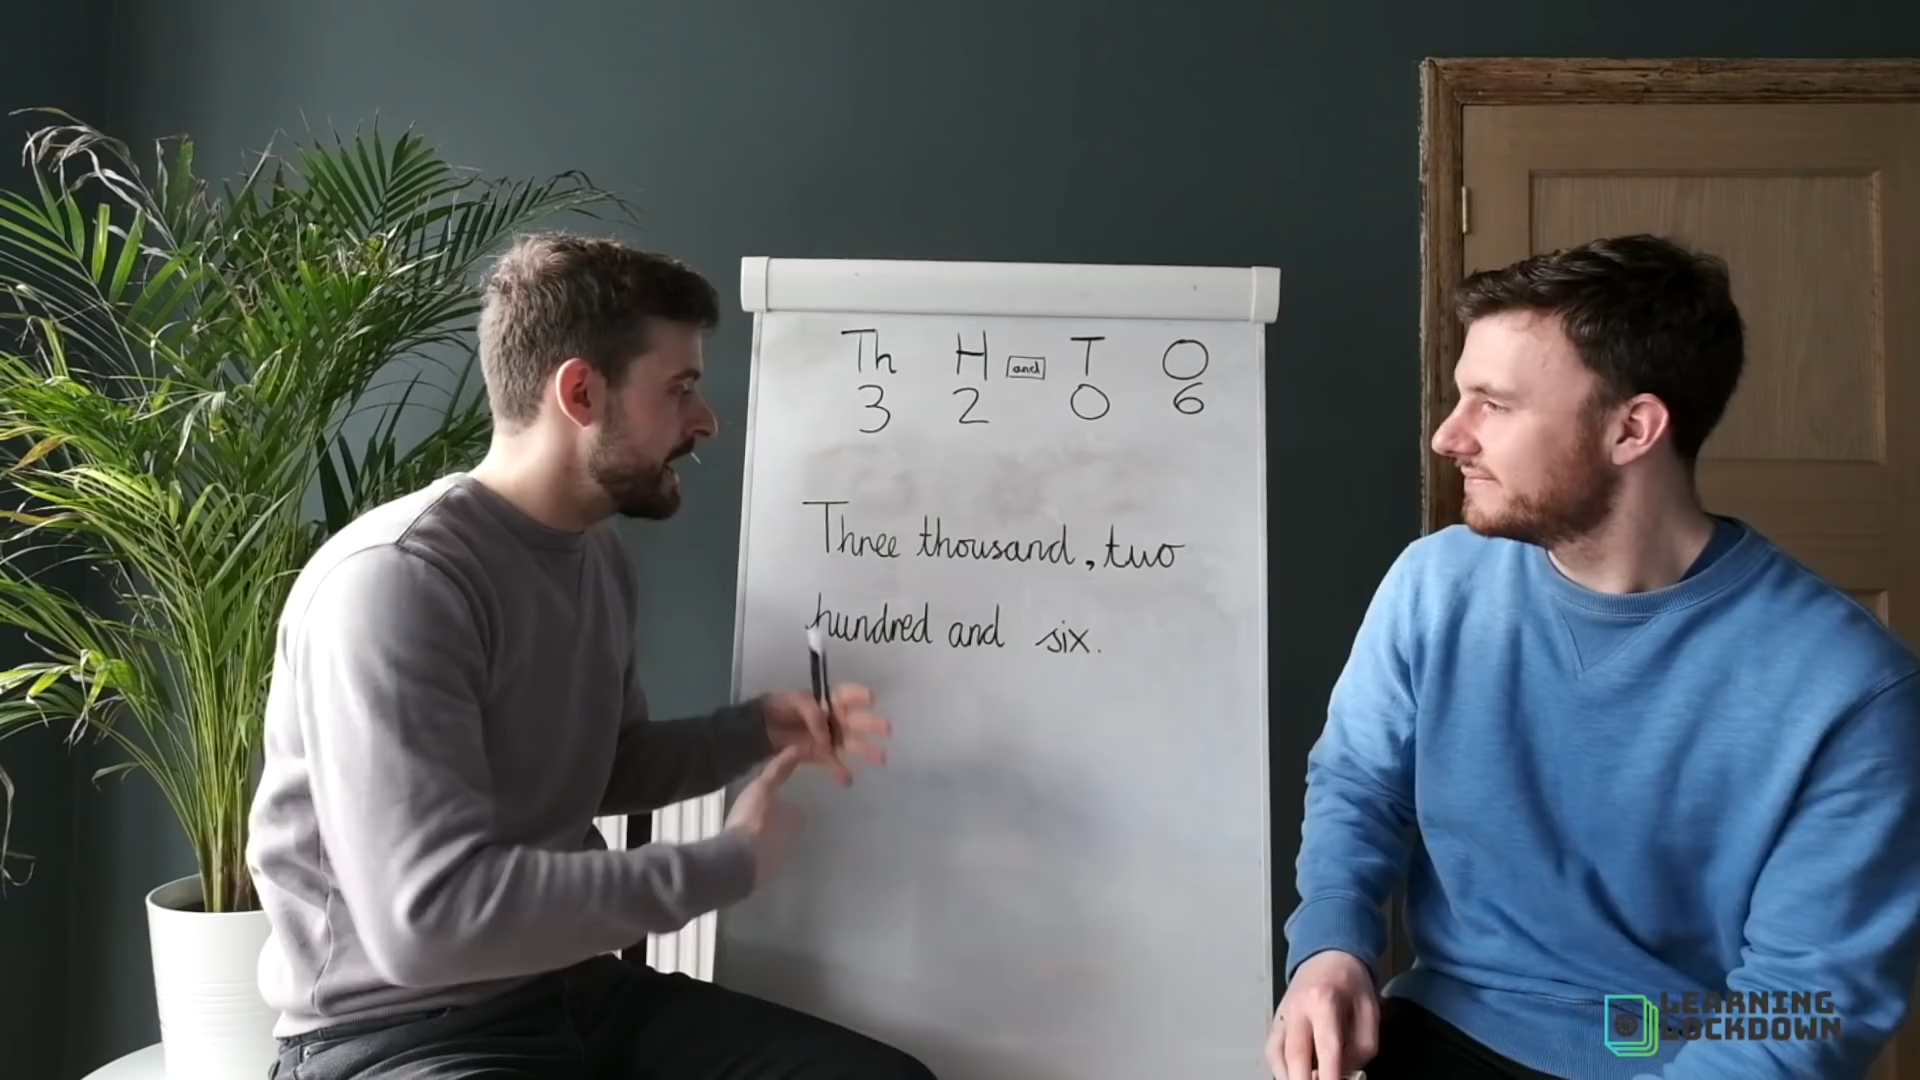 Th H and T O
3 2 0 6
Three thousand, two
hundred and six.
LEARNING
LOCKDOWN